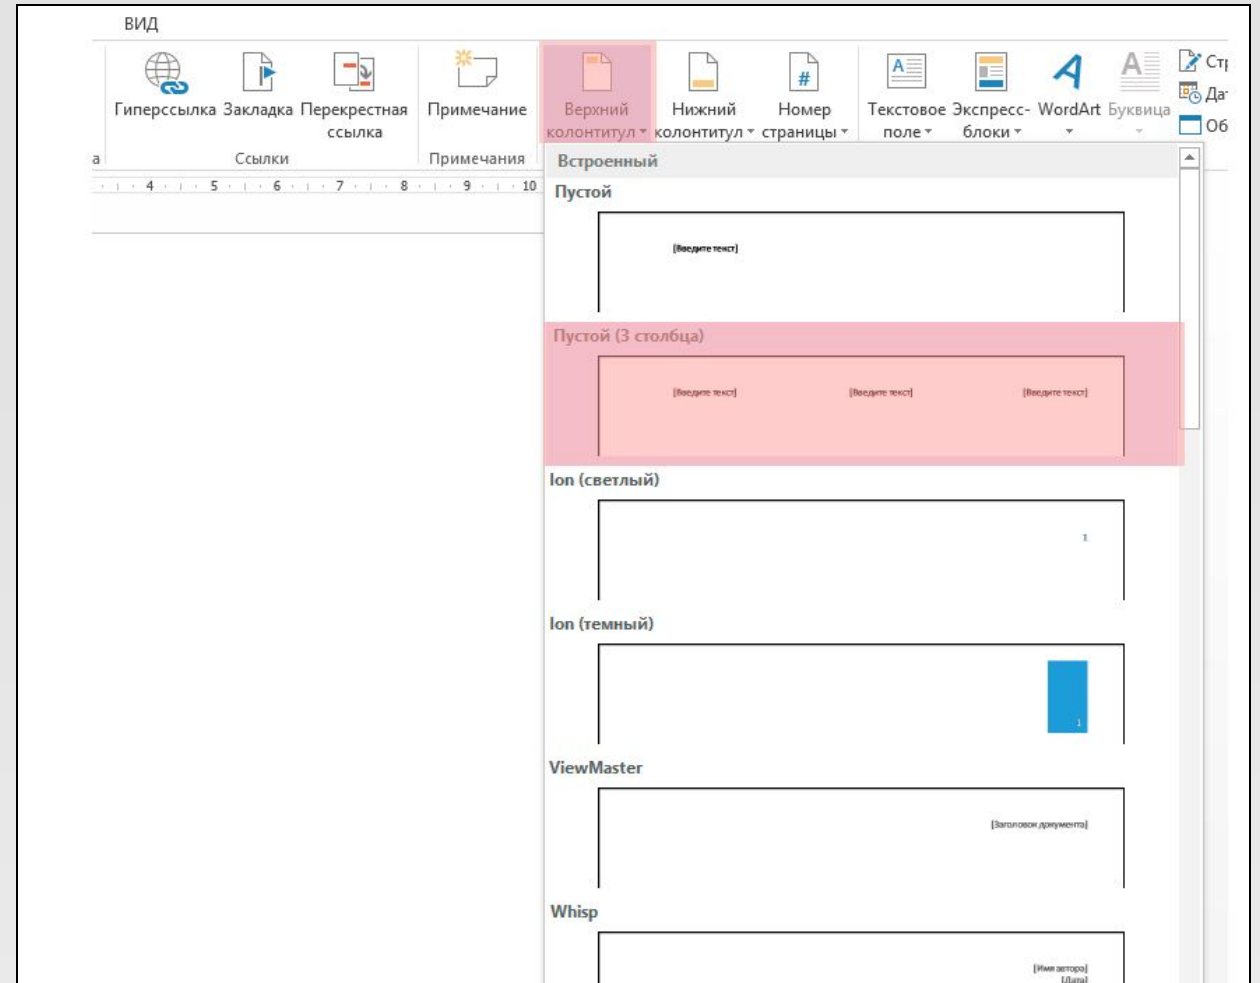 ВИД
Гиперссылка Закладка Перекрестная ссылка
Примечание
Верхний колонтитул
Нижний колонтитул
Номер страницы
Текстовое поле
Экспресс-блоки
WordArt
Буквица
Об
а
Ссылки
Примечания
4 5 6 7 8 9 10
Встроенный
Пустой
[Введите текст]
Пустой (3 столбца)
[Введите текст] [Введите текст] [Введите текст]
Ion (светлый)
1
Ion (темный)
1
ViewMaster
[Заголовок документа]
Whisp
[Имя автора]
[Дата]